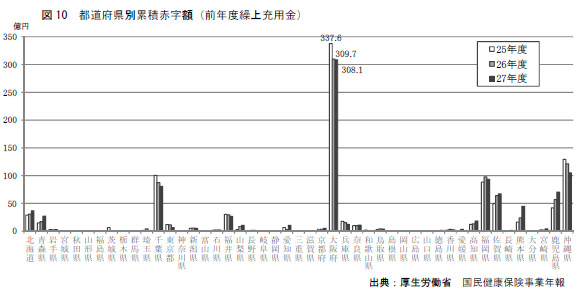 図 10　都道府県別累積赤字額（前年度繰上充用金）
億円
350
300
250
200
150
100
50
0
337.6
309.7
308.1
25年度
26年度
27年度
北海道
青森県
岩手県
宮城県
秋田県
山形県
福島県
茨城県
栃木県
群馬県
埼玉県
千葉県
東京都
神奈川県
新潟県
富山県
石川県
福井県
山梨県
長野県
岐阜県
静岡県
愛知県
三重県
滋賀県
京都府
大阪府
兵庫県
奈良県
和歌山県
鳥取県
島根県
岡山県
広島県
山口県
徳島県
香川県
愛媛県
高知県
福岡県
佐賀県
長崎県
熊本県
大分県
宮崎県
鹿児島県
沖縄県
出典：厚生労働省　国民健康保険事業年報